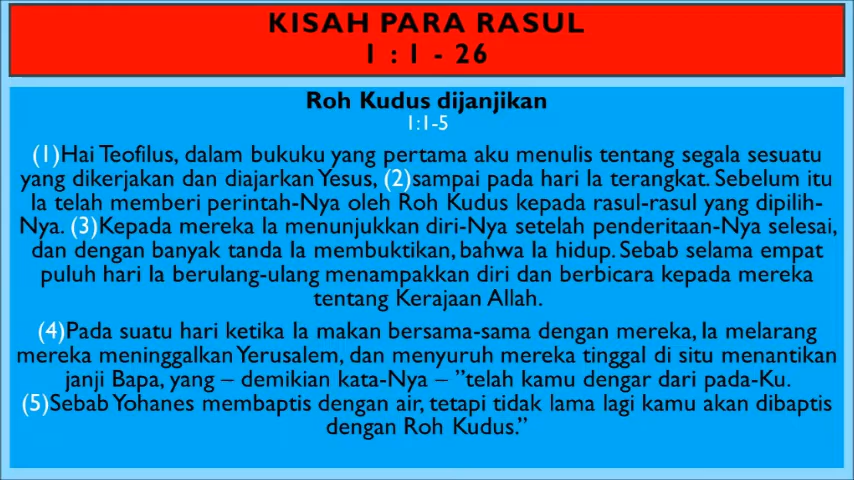 KISAH PARA RASUL
1 : 1 - 26
Roh Kudus dijanjikan
1:1-5
(1)Hai Teofilus, dalam bukuku yang pertama aku menulis tentang segala sesuatu
yang dikerjakan dan diajarkan Yesus, (2)sampai pada hari Ia terangkat. Sebelum itu
Ia telah memberi perintah-Nya oleh Roh Kudus kepada rasul-rasul yang dipilih-
Nya. (3)Kepada mereka Ia menunjukkan diri-Nya setelah penderitaan-Nya selesai,
dan dengan banyak tanda Ia membuktikan, bahwa Ia hidup. Sebab selama empat
puluh hari Ia berulang-ulang menampakkan diri dan berbicara kepada mereka
tentang Kerajaan Allah.
(4)Pada suatu hari ketika Ia makan bersama-sama dengan mereka, Ia melarang
mereka meninggalkan Yerusalem, dan menyuruh mereka tinggal di situ menantikan
janji Bapa, yang – demikian kata-Nya – ”telah kamu dengar dari pada-Ku.
(5)Sebab Yohanes membaptis dengan air, tetapi tidak lama lagi kamu akan dibaptis
dengan Roh Kudus.”